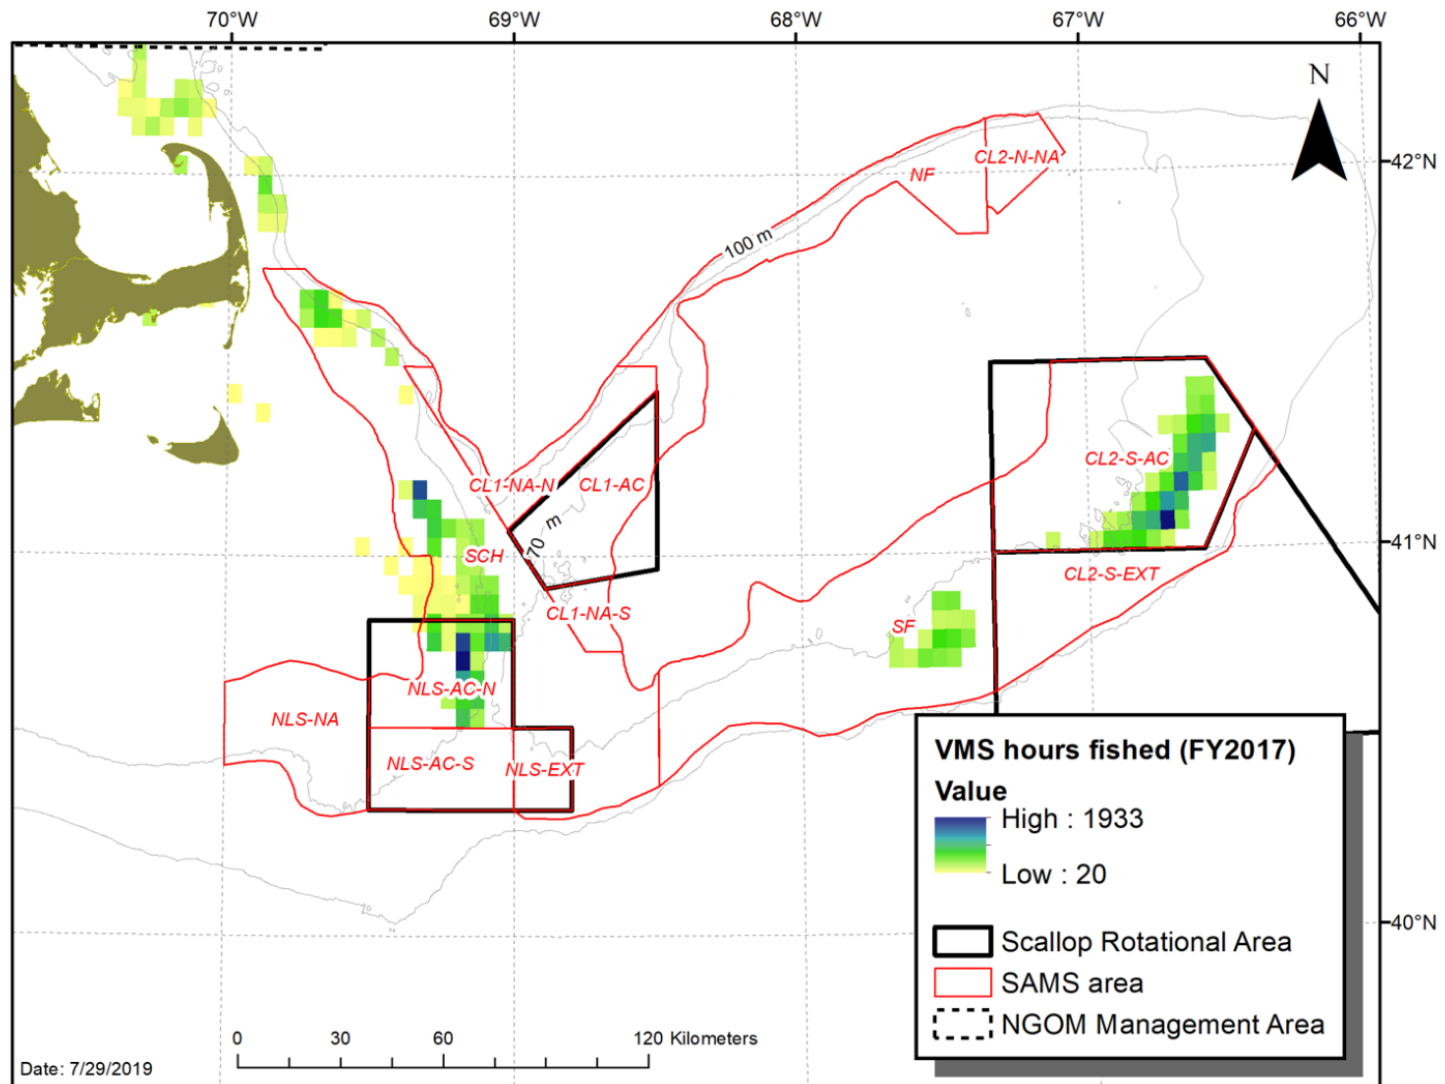 70°W 69°W 68°W 67°W 66°W
N
CL2-N-NA
42°N
NF
100 m
CL2-S-AC
CL1-NA-N CL1-AC
70 m
SCH
41°N
CL2-S-EXT
CL1-NA-S
SF
NLS-AC-N
NLS-NA
NLS-AC-S NLS-EXT
VMS hours fished (FY2017)
Value
High : 1933
Low : 20
40°N
Scallop Rotational Area
SAMS area
NGOM Management Area
0 30 60 120 Kilometers
Date: 7/29/2019